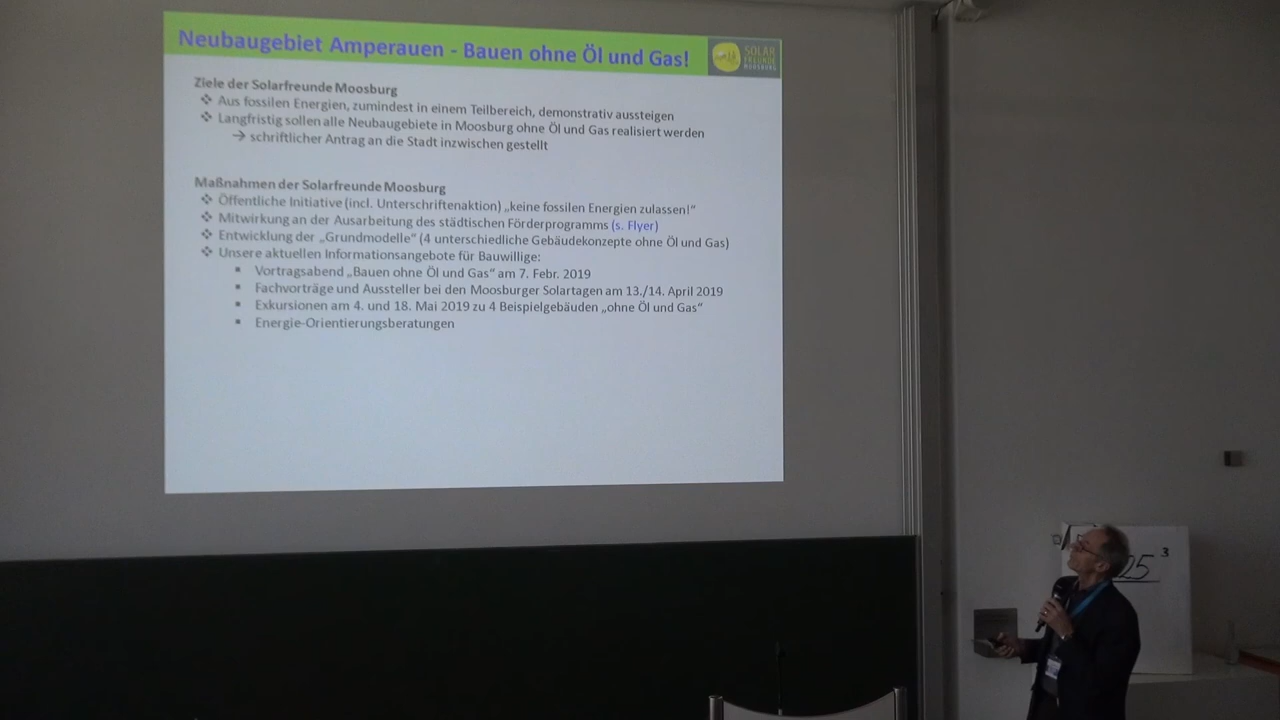 Neubaugebiet Amperauen - Bauen ohne Öl und Gas!
SOLAR
FREUNDE
MOOSBURG
Ziele der Solarfreunde Moosburg
❖ Aus fossilen Energien, zumindest in einem Teilbereich, demonstrativ aussteigen
❖ Langfristig sollen alle Neubaugebiete in Moosburg ohne Öl und Gas realisiert werden
→ schriftlicher Antrag an die Stadt inzwischen gestellt
Maßnahmen der Solarfreunde Moosburg
❖ Öffentliche Initiative (incl. Unterschriftenaktion) „keine fossilen Energien zulassen!“
❖ Mitwirkung an der Ausarbeitung des städtischen Förderprogramms (s. Flyer)
❖ Entwicklung der „Grundmodelle“ (4 unterschiedliche Gebäudekonzepte ohne Öl und Gas)
❖ Unsere aktuellen Informationsangebote für Bauwillige:
▪ Vortragsabend „Bauen ohne Öl und Gas“ am 7. Febr. 2019
▪ Fachvorträge und Aussteller bei den Moosburger Solartagen am 13./14. April 2019
▪ Exkursionen am 4. und 18. Mai 2019 zu 4 Beispielgebäuden „ohne Öl und Gas“
▪ Energie-Orientierungsberatungen
25³